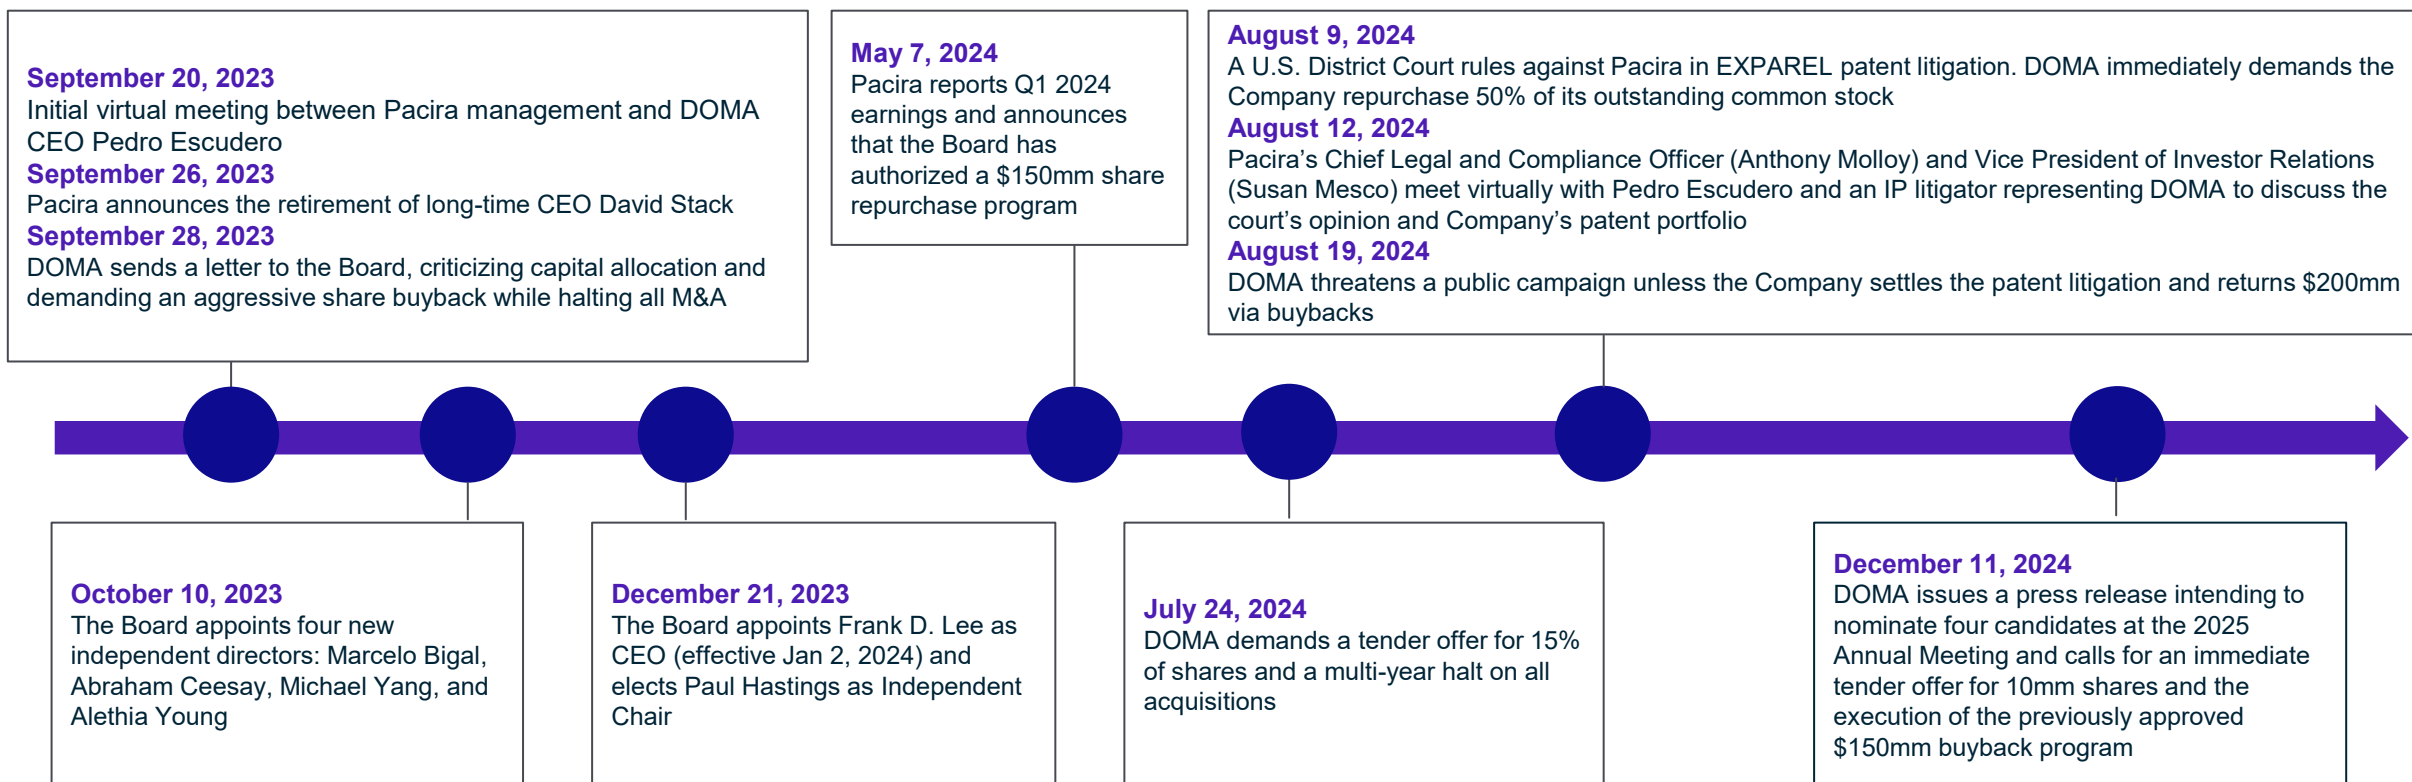 September 20, 2023
Initial virtual meeting between Pacira management and DOMA
CEO Pedro Escudero
September 26, 2023
Pacira announces the retirement of long-time CEO David Stack
September 28, 2023
DOMA sends a letter to the Board, criticizing capital allocation and
demanding an aggressive share buyback while halting all M&A
May 7, 2024
Pacira reports Q1 2024
earnings and announces
that the Board has
authorized a $150mm share
repurchase program
August 9, 2024
A U.S. District Court rules against Pacira in EXPAREL patent litigation. DOMA immediately demands the
Company repurchase 50% of its outstanding common stock
August 12, 2024
Pacira’s Chief Legal and Compliance Officer (Anthony Molloy) and Vice President of Investor Relations
(Susan Mesco) meet virtually with Pedro Escudero and an IP litigator representing DOMA to discuss the
court’s opinion and Company’s patent portfolio
August 19, 2024
DOMA threatens a public campaign unless the Company settles the patent litigation and returns $200mm
via buybacks
October 10, 2023
The Board appoints four new
independent directors: Marcelo Bigal,
Abraham Ceesay, Michael Yang, and
Alethia Young
December 21, 2023
The Board appoints Frank D. Lee as
CEO (effective Jan 2, 2024) and
elects Paul Hastings as Independent
Chair
July 24, 2024
DOMA demands a tender offer for 15%
of shares and a multi-year halt on all
acquisitions
December 11, 2024
DOMA issues a press release intending to
nominate four candidates at the 2025
Annual Meeting and calls for an immediate
tender offer for 10mm shares and the
execution of the previously approved
$150mm buyback program